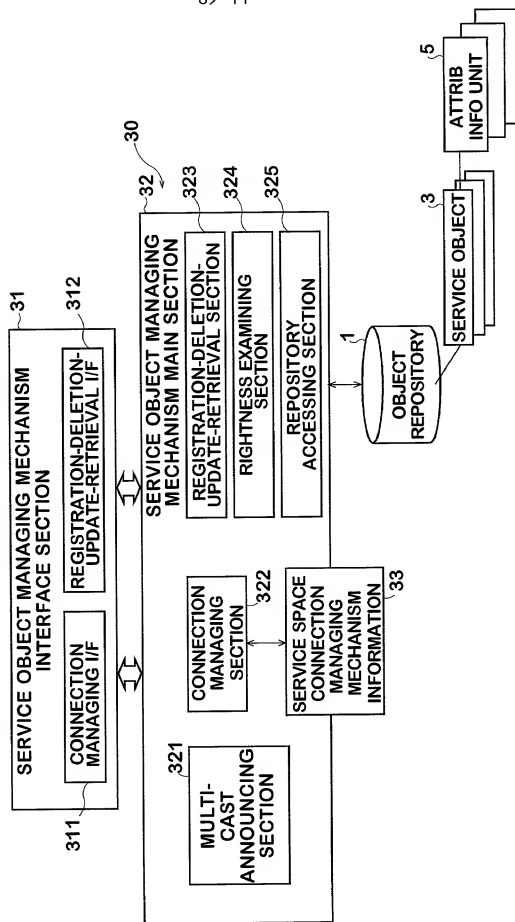 30
31
SERVICE OBJECT MANAGING MECHANISM
INTERFACE SECTION
311
CONNECTION
MANAGING I/F
312
REGISTRATION-DELETION-
UPDATE-RETRIEVAL I/F
32
SERVICE OBJECT MANAGING
MECHANISM MAIN SECTION
321
MULTI-
CAST
ANNOUNCING
SECTION
322
CONNECTION
MANAGING
SECTION
323
REGISTRATION-DELETION-
UPDATE-RETRIEVAL SECTION
324
RIGHTNESS EXAMINING
SECTION
325
REPOSITORY
ACCESSING SECTION
33
SERVICE SPACE
CONNECTION
MANAGING
MECHANISM
INFORMATION
1
OBJECT
REPOSITORY
3
SERVICE OBJECT
5
ATTRIB
INFO UNIT